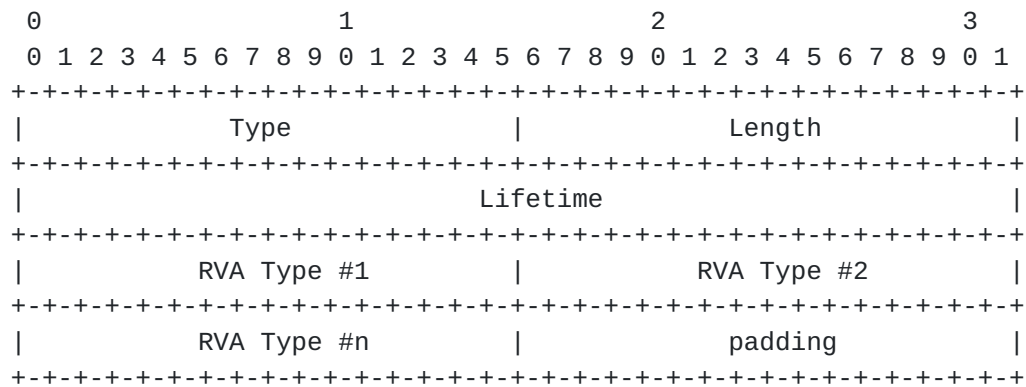 0                   1                   2                   3
 0 1 2 3 4 5 6 7 8 9 0 1 2 3 4 5 6 7 8 9 0 1 2 3 4 5 6 7 8 9 0 1
+-+-+-+-+-+-+-+-+-+-+-+-+-+-+-+-+-+-+-+-+-+-+-+-+-+-+-+-+-+-+-+-+
|             Type              |             Length            |
+-+-+-+-+-+-+-+-+-+-+-+-+-+-+-+-+-+-+-+-+-+-+-+-+-+-+-+-+-+-+-+-+
|                             Lifetime                          |
+-+-+-+-+-+-+-+-+-+-+-+-+-+-+-+-+-+-+-+-+-+-+-+-+-+-+-+-+-+-+-+-+
|           RVA Type #1         |           RVA Type #2         |
+-+-+-+-+-+-+-+-+-+-+-+-+-+-+-+-+-+-+-+-+-+-+-+-+-+-+-+-+-+-+-+-+
|           RVA Type #n         |             padding           |
+-+-+-+-+-+-+-+-+-+-+-+-+-+-+-+-+-+-+-+-+-+-+-+-+-+-+-+-+-+-+-+-+